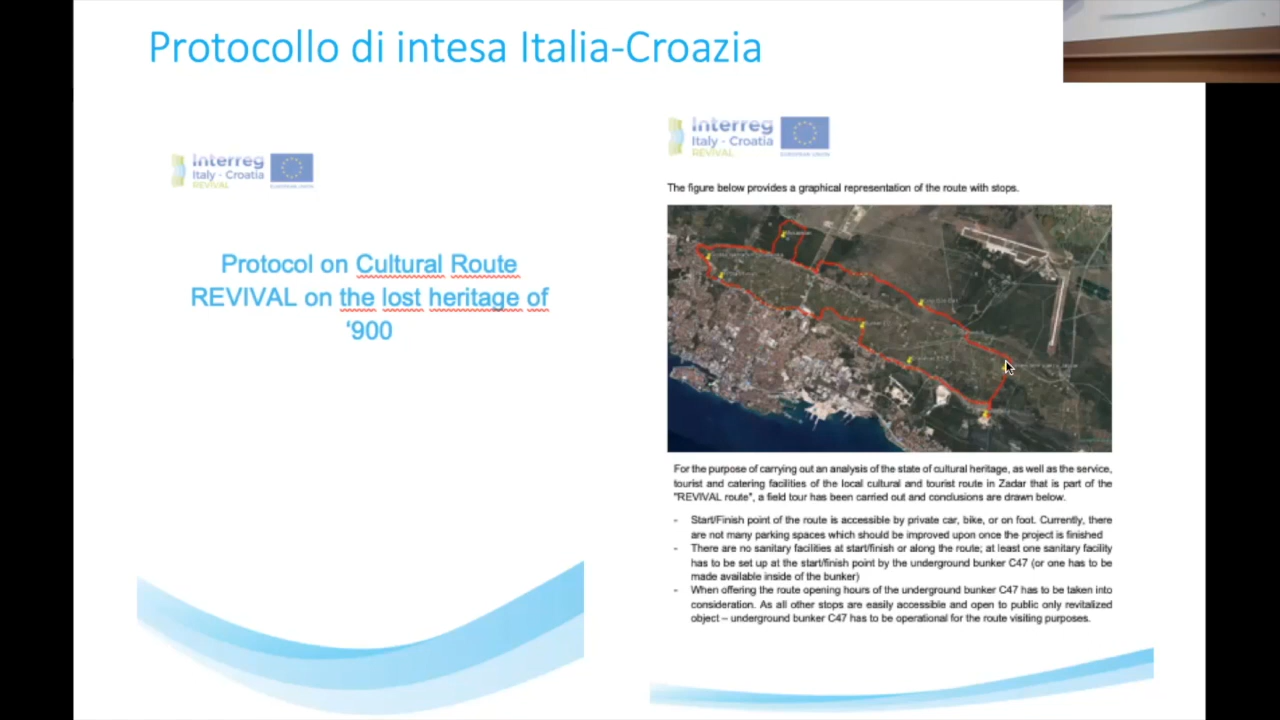 Protocollo di intesa Italia-Croazia
Interreg
Italy - Croatia
REVIVAL
EUROPEAN UNION
Protocol on Cultural Route
REVIVAL on the lost heritage of
‘900
Interreg
Italy - Croatia
REVIVAL
EUROPEAN UNION
The figure below provides a graphical representation of the route with stops.
For the purpose of carrying out an analysis of the state of cultural heritage, as well as the service,
tourist and catering facilities of the local cultural and tourist route in Zadar that is part of the
"REVIVAL route", a field tour has been carried out and conclusions are drawn below.
- Start/Finish point of the route is accessible by private car, bike, or on foot. Currently, there
are not many parking spaces which should be improved upon once the project is finished
- There are no sanitary facilities at start/finish or along the route; at least one sanitary facility
has to be set up at the start/finish point by the underground bunker C47 (or one has to be
made available inside of the bunker)
- When offering the route opening hours of the underground bunker C47 has to be taken into
consideration. As all other stops are easily accessible and open to public only revitalized
object – underground bunker C47 has to be operational for the route visiting purposes.